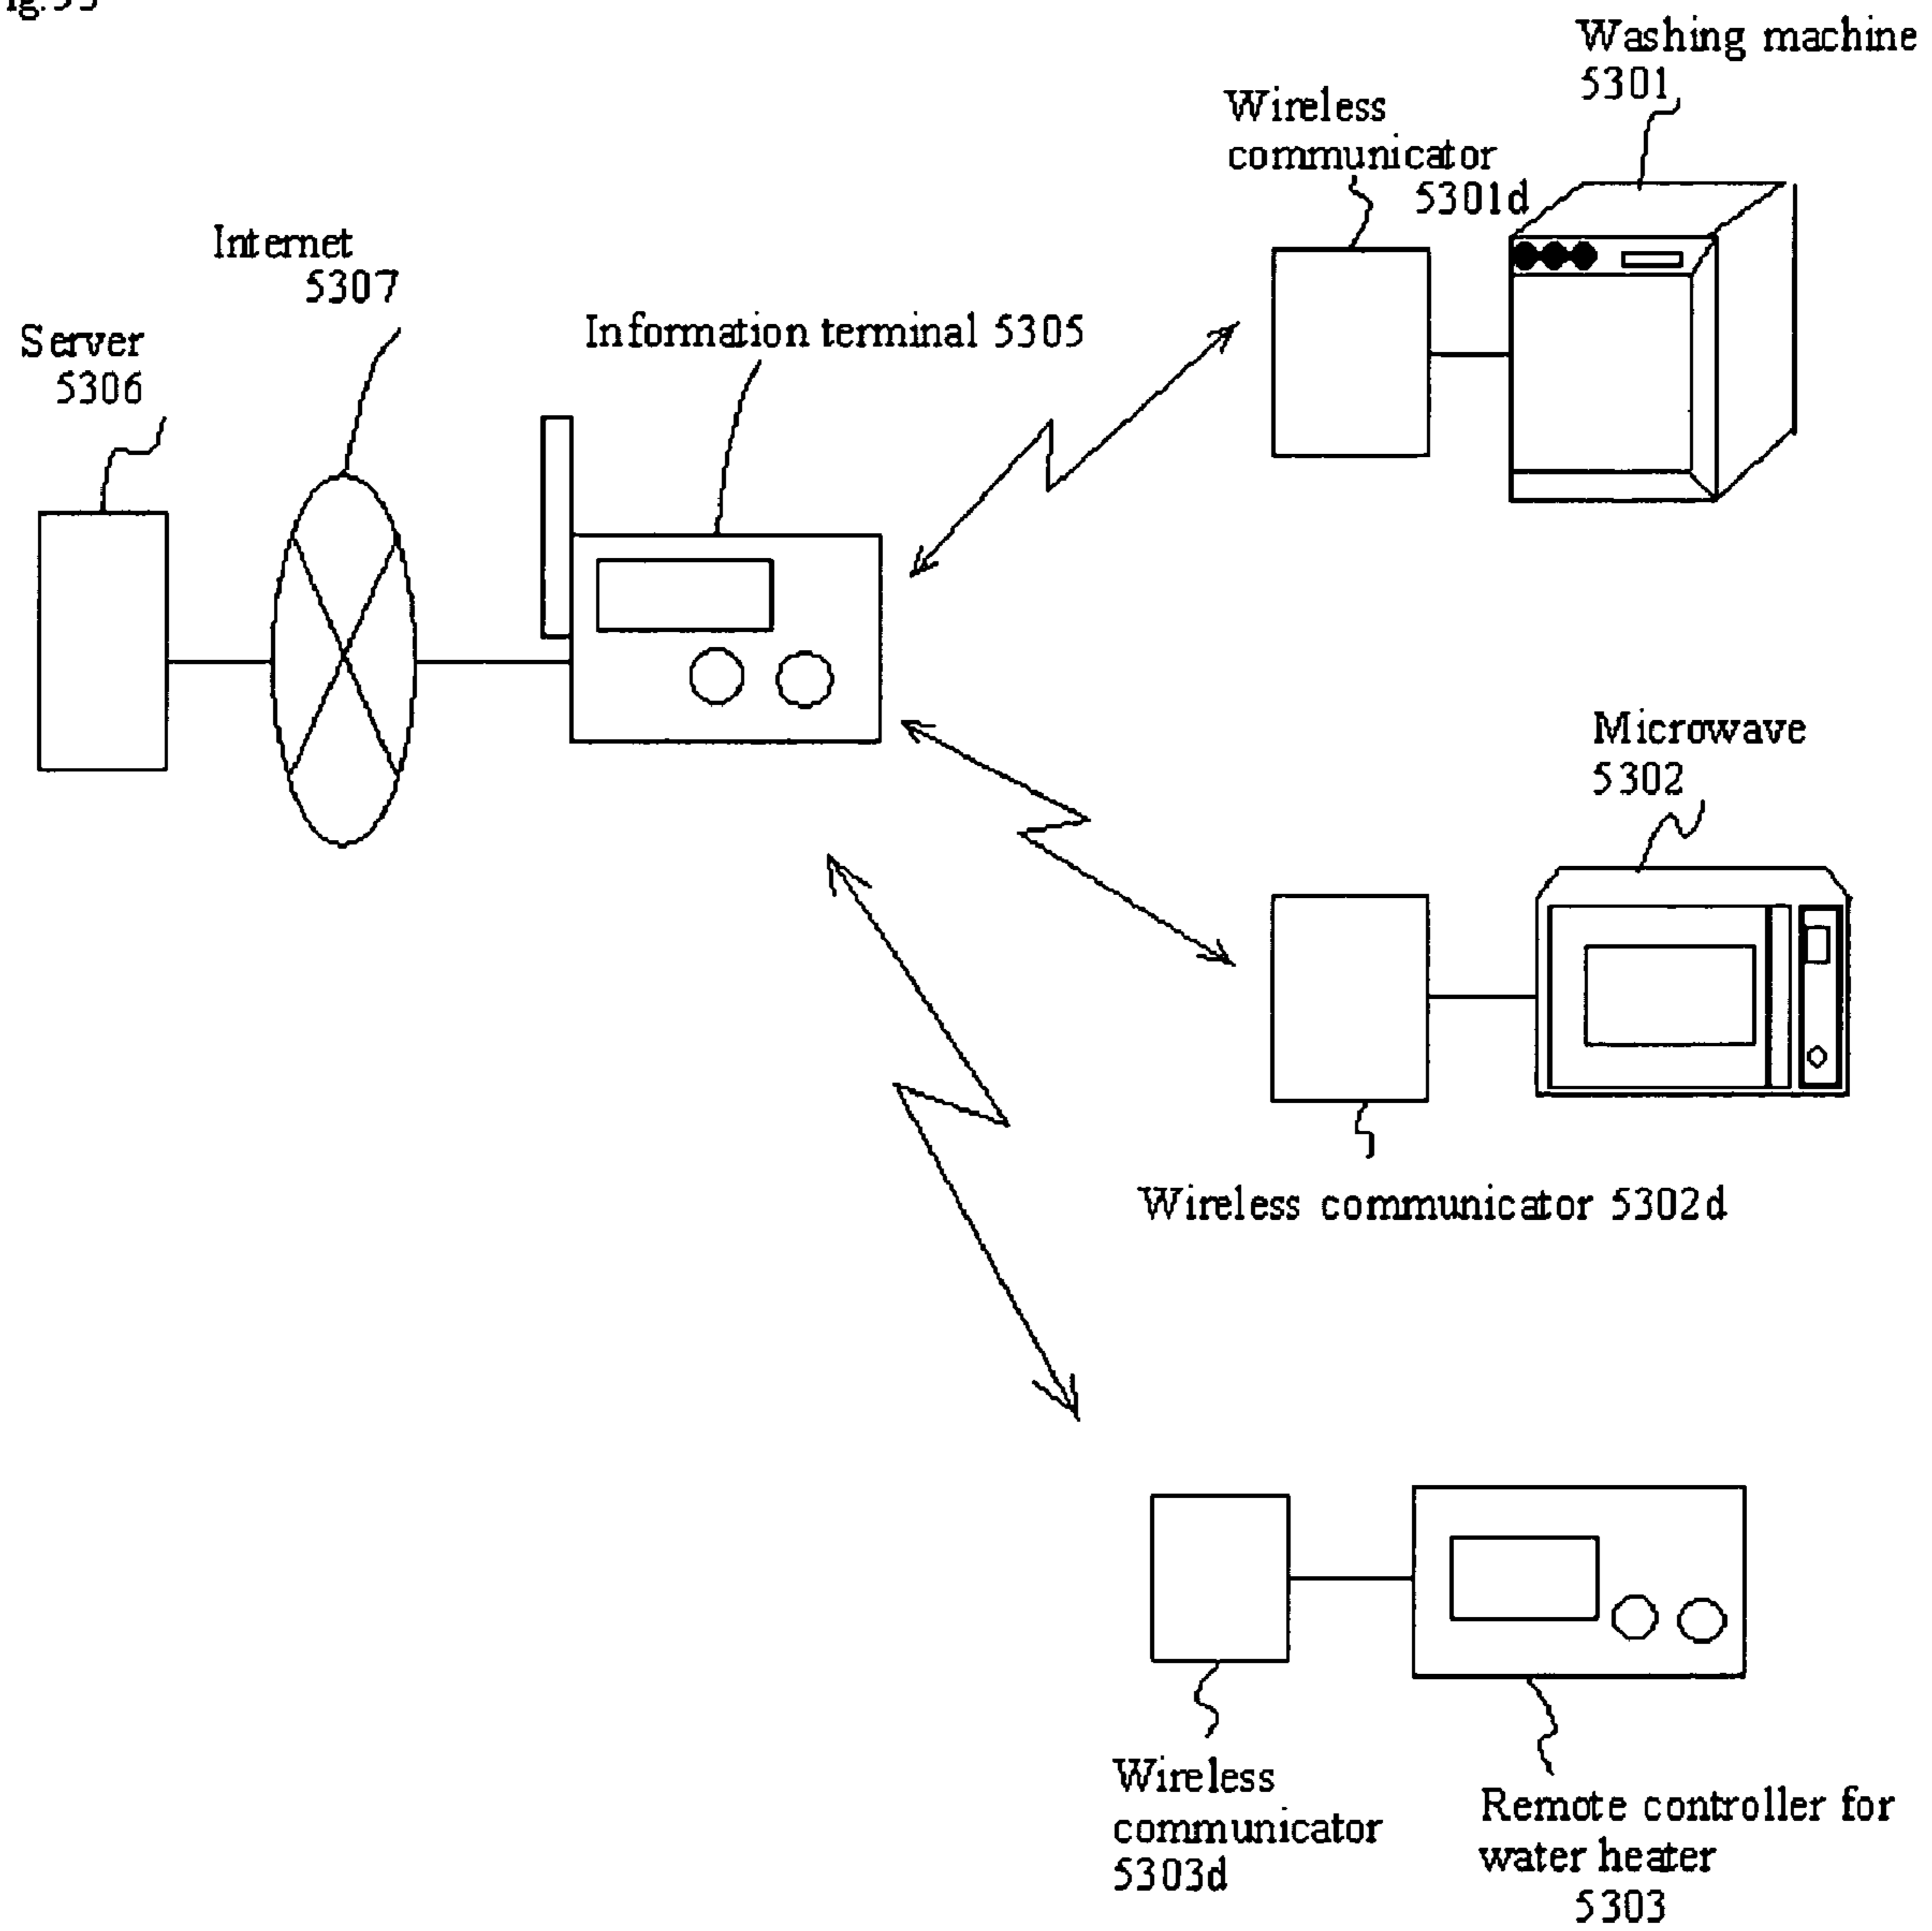 Washing machine
5301
Wireless
communicator
5301d
Internet
5307
Server
5306
Information terminal 5305
Microwave
5302
Wireless communicator 5302d
Wireless
communicator
5303d
Remote controller for
water heater
5303